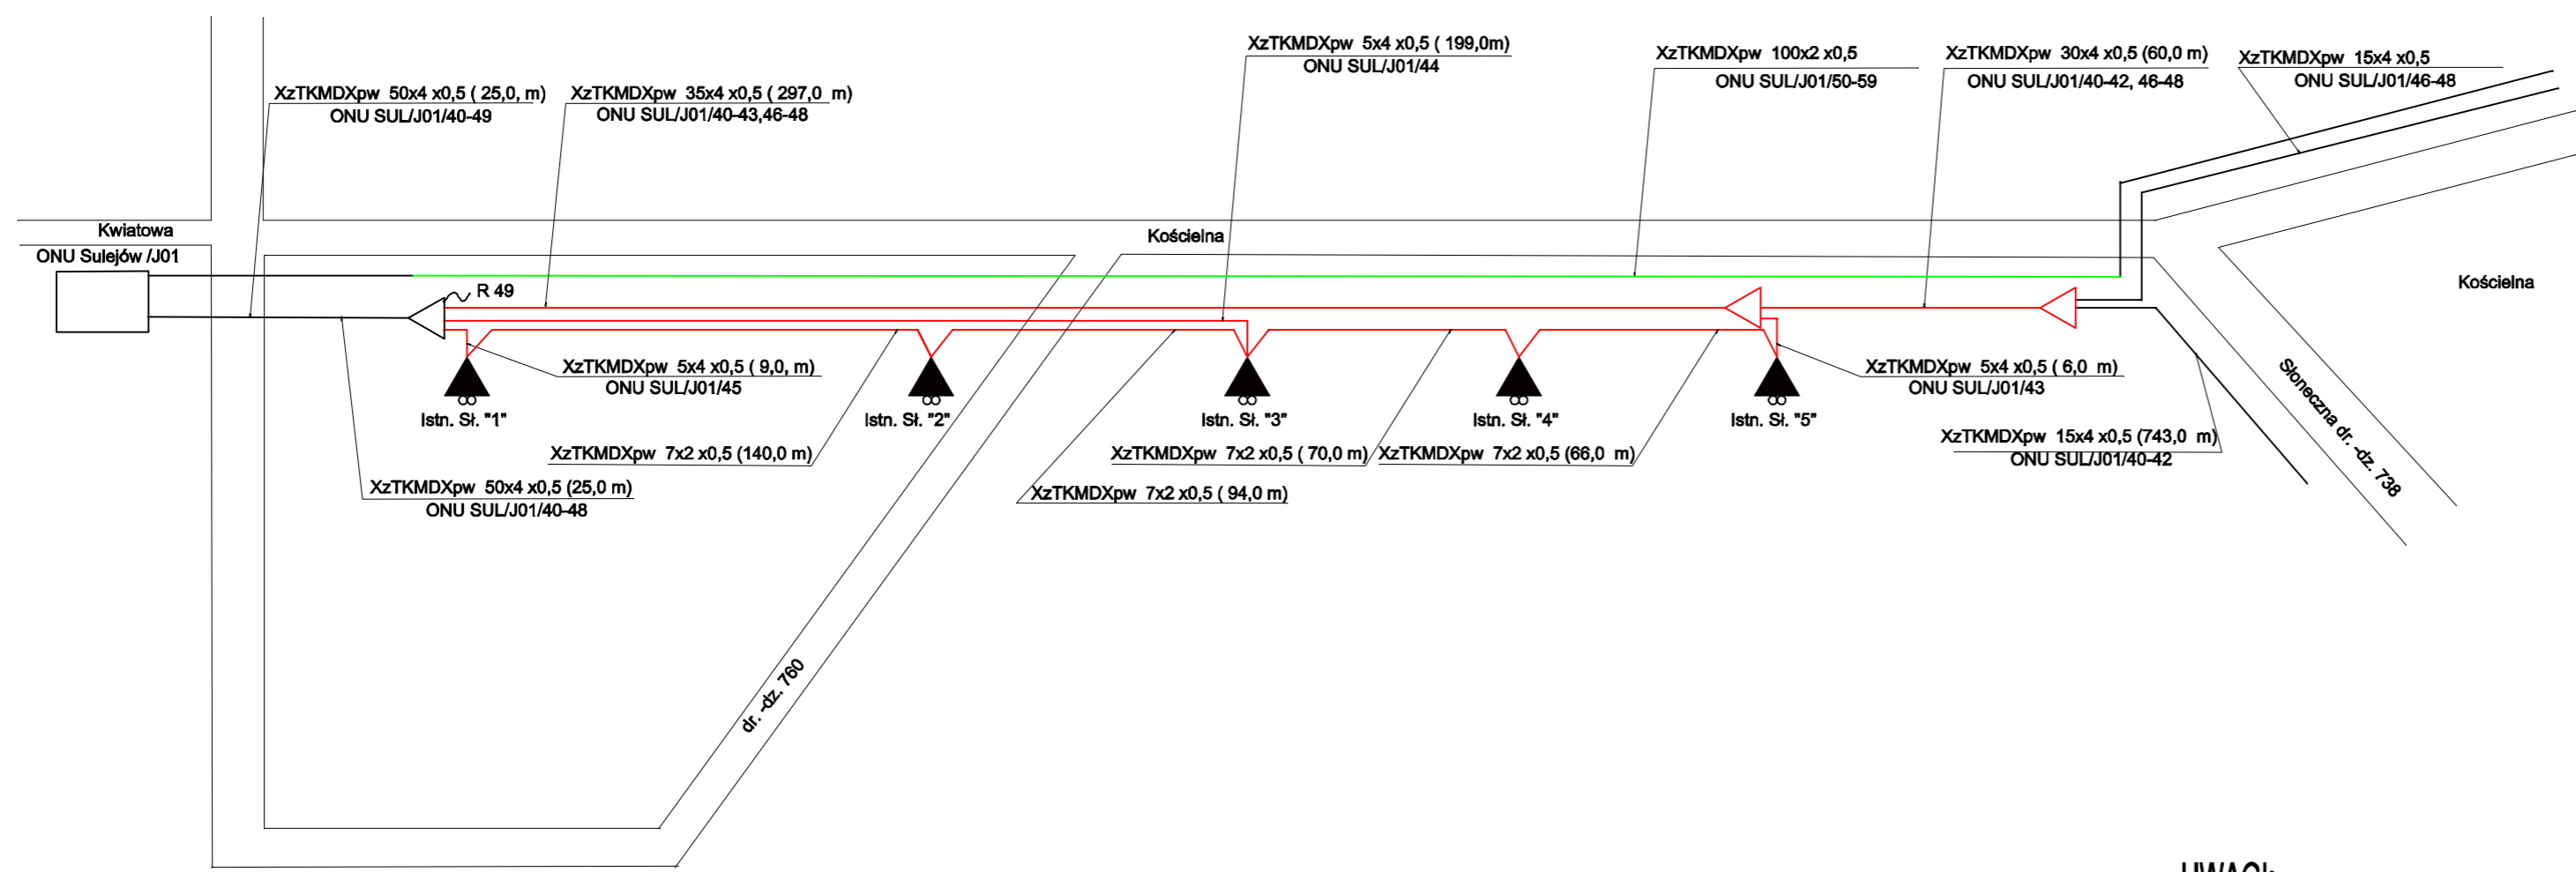 XzTKMDXpw 5x4 x0,5 ( 199,0m)
ONU SUL/J01/44
XzTKMDXpw 100x2 x0,5
ONU SUL/J01/50-59
XzTKMDXpw 30x4 x0,5 (60,0 m)
ONU SUL/J01/40-42, 46-48
XzTKMDXpw 15x4 x0,5
ONU SUL/J01/46-48
XzTKMDXpw 50x4 x0,5 ( 25,0, m)
ONU SUL/J01/40-49
XzTKMDXpw 35x4 x0,5 ( 297,0 m)
ONU SUL/J01/40-43,46-48
Kwiatowa
ONU Sulejów /J01
Kościelna
Kościelna
R 49
XzTKMDXpw 5x4 x0,5 ( 9,0, m)
ONU SUL/J01/45
XzTKMDXpw 5x4 x0,5 ( 6,0 m)
ONU SUL/J01/43
Istn. Sł. "1"
Istn. Sł. "2"
Istn. Sł. "3"
Istn. Sł. "4"
Istn. Sł. "5"
Słoneczna dr. -dz. 738
XzTKMDXpw 7x2 x0,5 (140,0 m)
XzTKMDXpw 7x2 x0,5 ( 70,0 m)
XzTKMDXpw 7x2 x0,5 (66,0 m)
XzTKMDXpw 15x4 x0,5 (743,0 m)
ONU SUL/J01/40-42
XzTKMDXpw 50x4 x0,5 (25,0 m)
ONU SUL/J01/40-48
XzTKMDXpw 7x2 x0,5 ( 94,0 m)
dr. -dz. 760